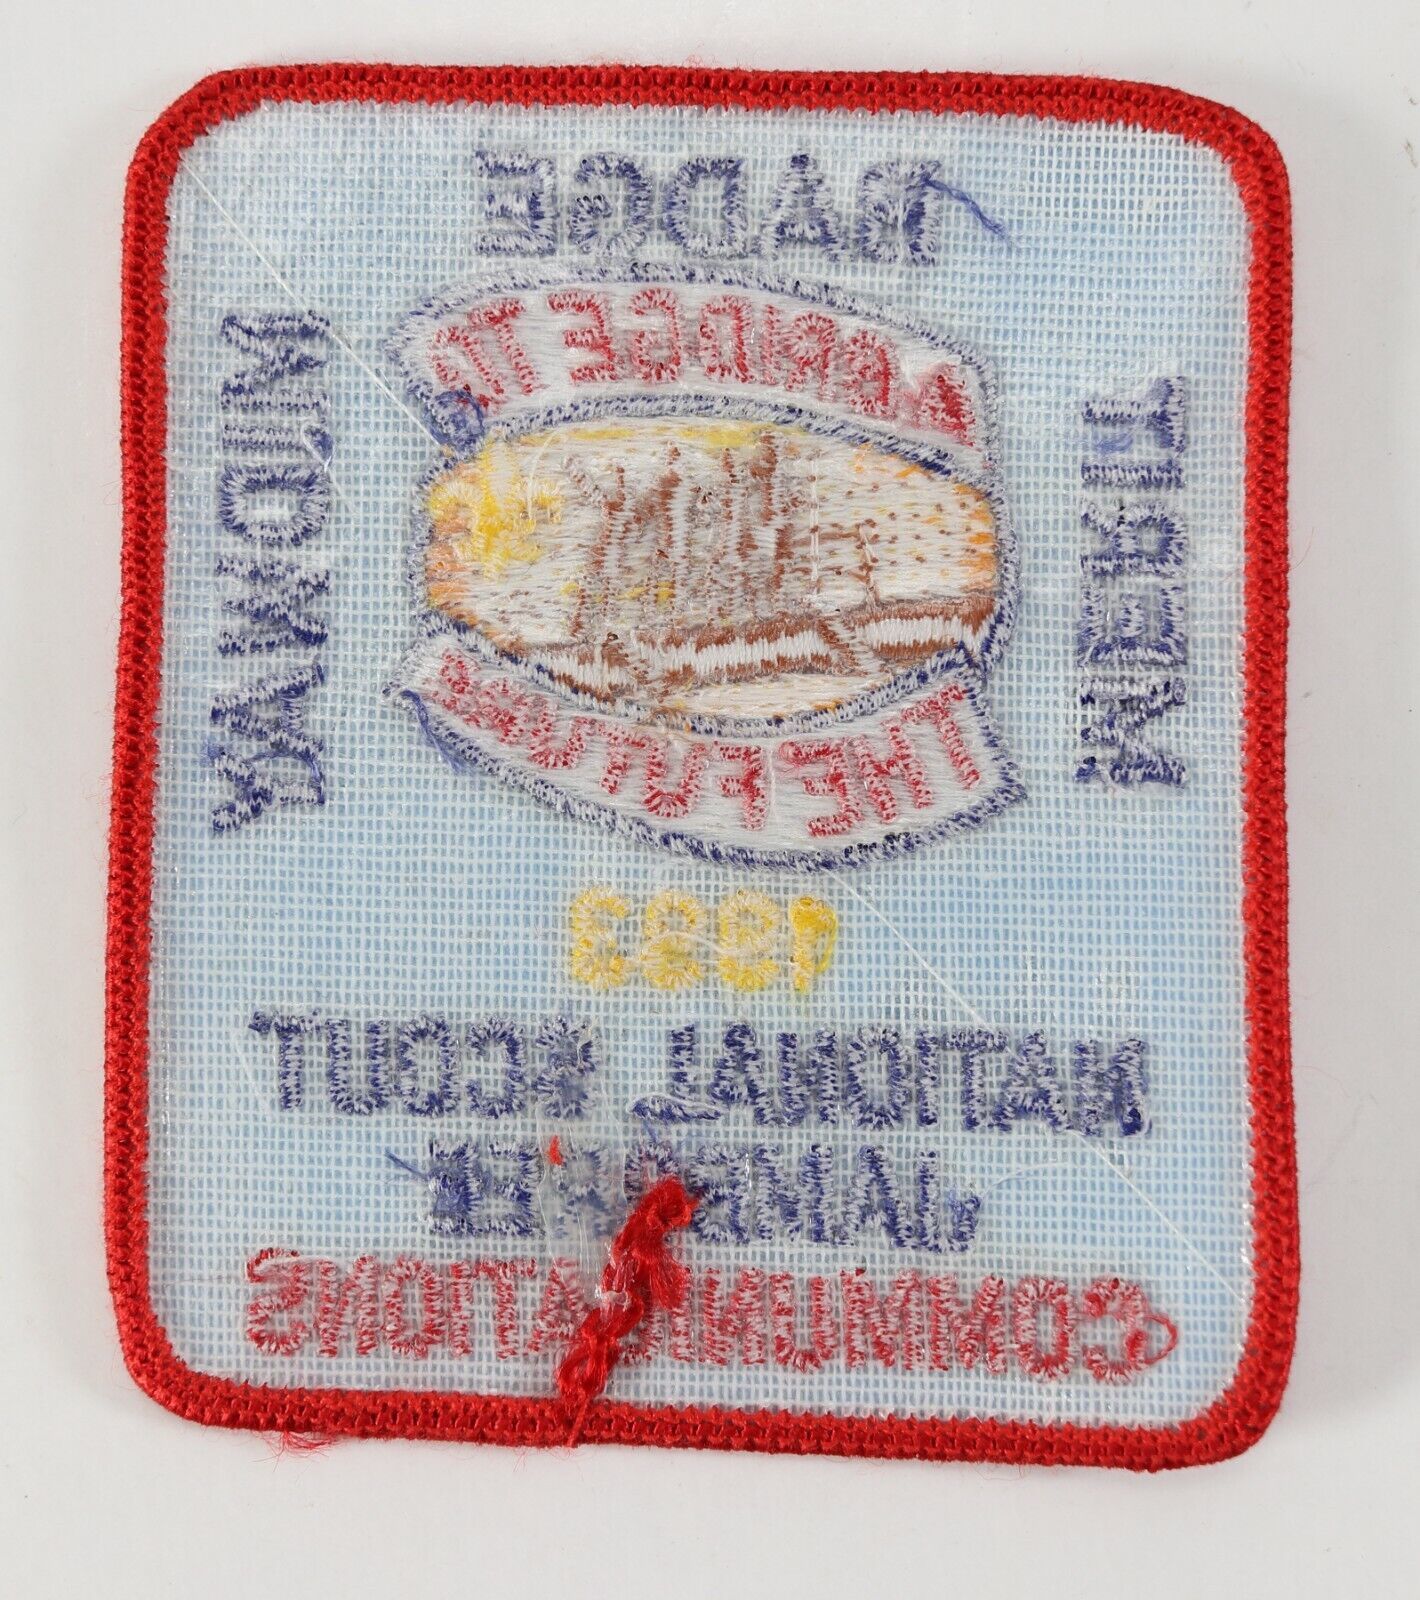 MERIT
BADGE
MIDWAY
A BRIDGE TO
THE FUTURE
1993
NATIONAL SCOUT
JAMBOREE
COMMUNICATIONS